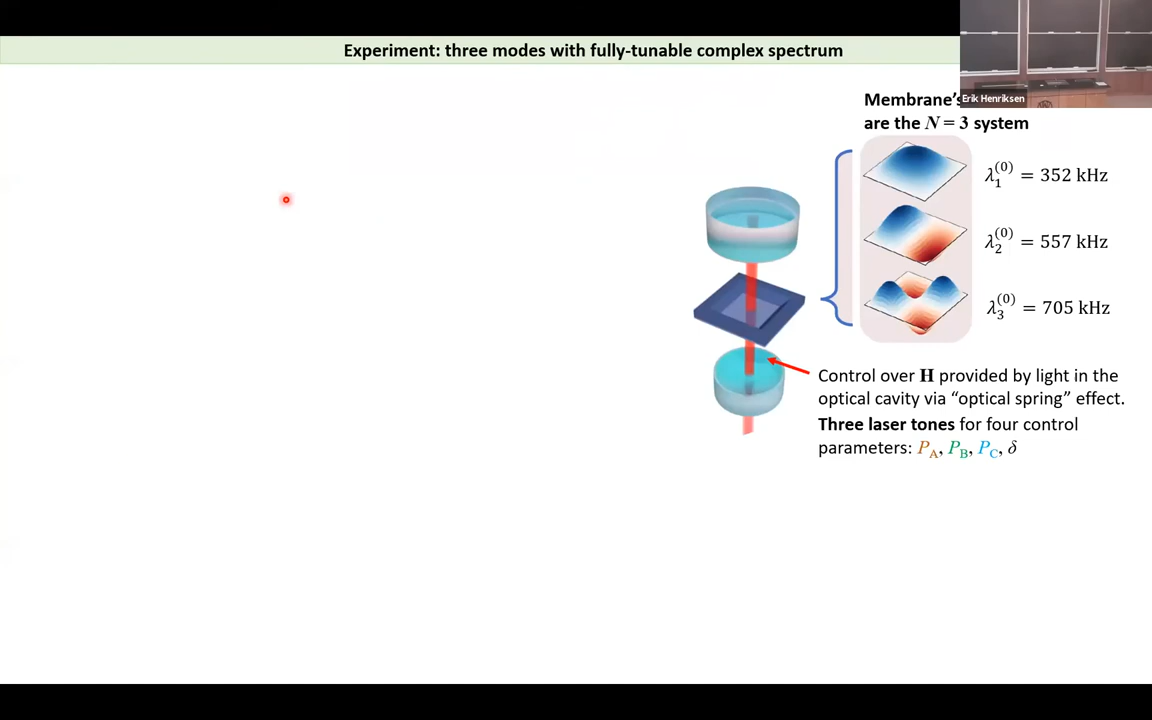 Experiment: three modes with fully-tunable complex spectrum
Erik Henriksen
Membrane's
are the N = 3 system
λ₁⁽⁰⁾ = 352 kHz
λ₂⁽⁰⁾ = 557 kHz
λ₃⁽⁰⁾ = 705 kHz
Control over H provided by light in the
optical cavity via “optical spring” effect.
Three laser tones for four control
parameters: P_A, P_B, P_C, δ